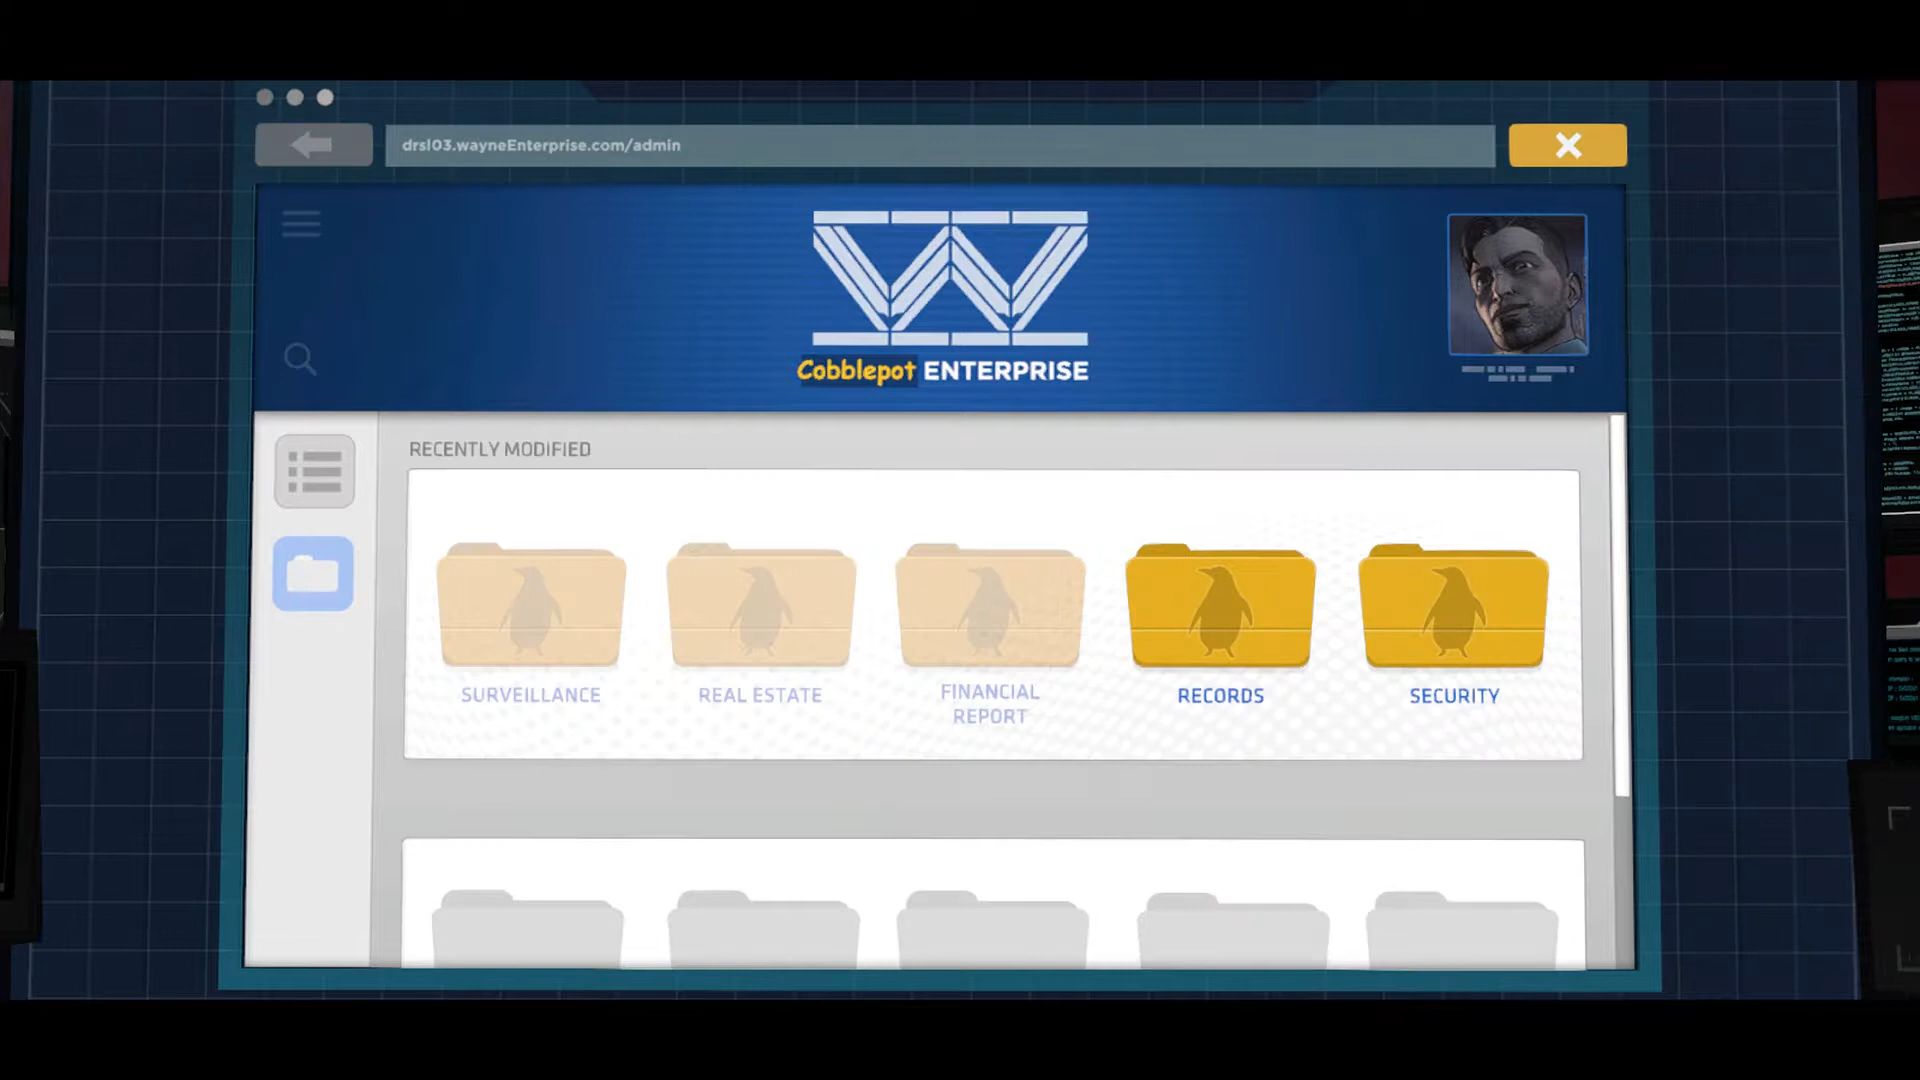 drsl03.wayneEnterprise.com/admin
Cobblepot ENTERPRISE
RECENTLY MODIFIED
SURVEILLANCE
REAL ESTATE
FINANCIAL
REPORT
RECORDS
SECURITY